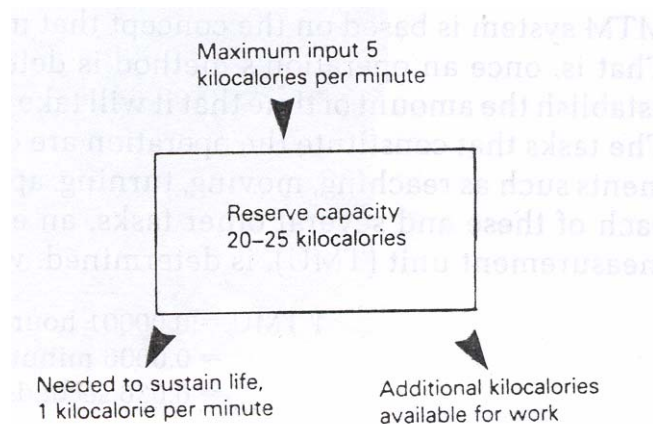 Maximum input 5
kilocalories per minute
Reserve capacity
20–25 kilocalories
Needed to sustain life,
1 kilocalorie per minute
Additional kilocalories
available for work